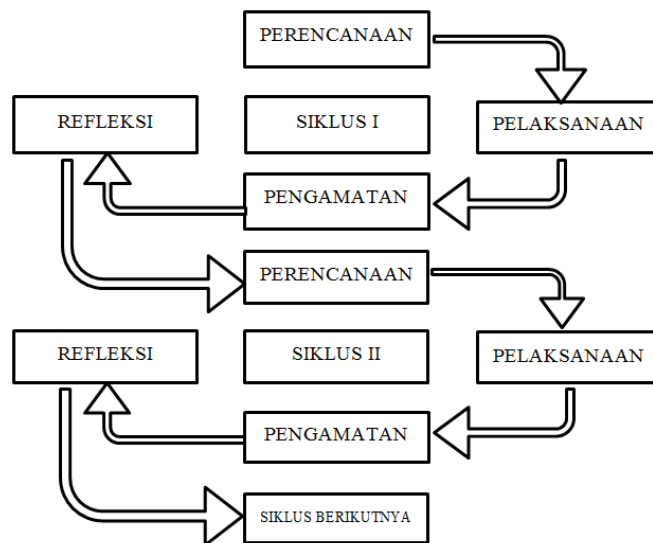 PERENCANAAN
REFLEKSI
SIKLUS I
PELAKSANAAN
PENGAMATAN
PERENCANAAN
REFLEKSI
SIKLUS II
PELAKSANAAN
PENGAMATAN
SIKLUS BERIKUTNYA